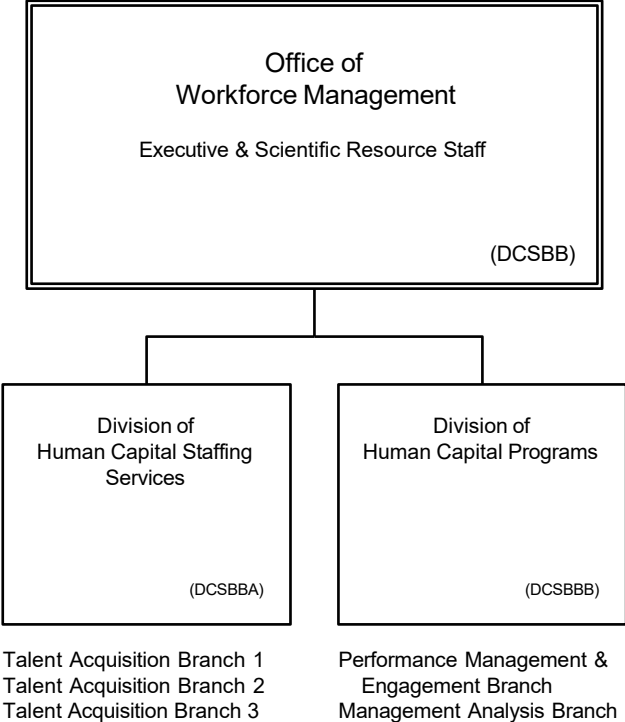 Office of
Workforce Management
Executive & Scientific Resource Staff
(DCSBB)
Division of
Human Capital Staffing
Services
(DCSBBA)
Talent Acquisition Branch 1
Talent Acquisition Branch 2
Talent Acquisition Branch 3
Division of
Human Capital Programs
(DCSBBB)
Performance Management &
Engagement Branch
Management Analysis Branch